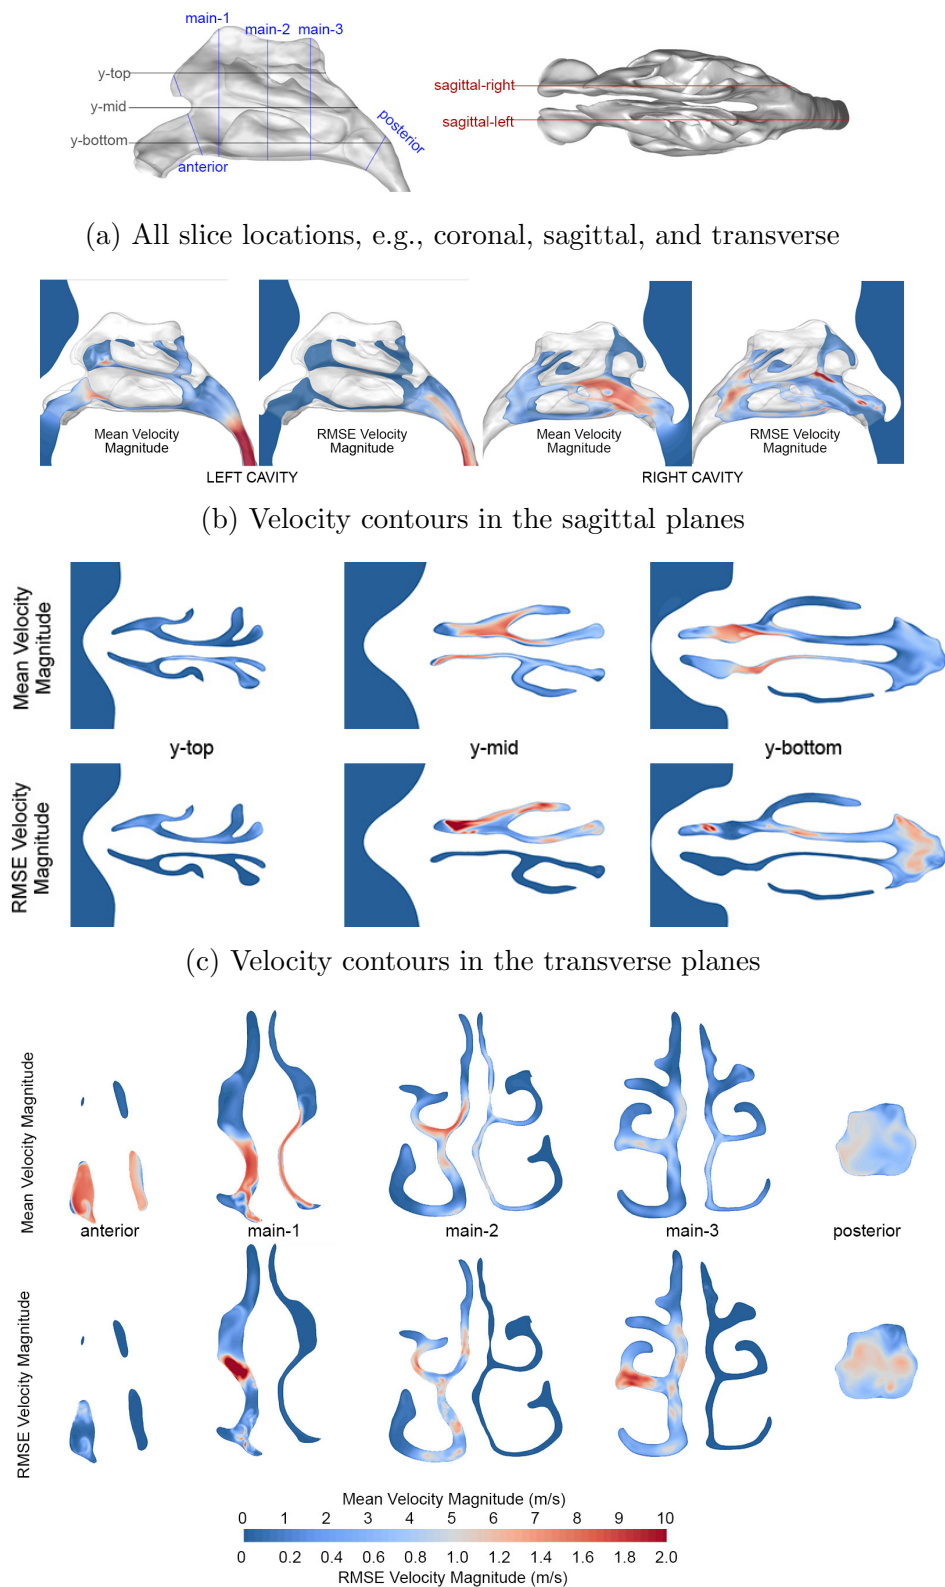 main-1
main-2 main-3
y-top
y-mid
y-bottom
anterior
posterior
sagittal-right
sagittal-left
(a) All slice locations, e.g., coronal, sagittal, and transverse
Mean Velocity
Magnitude
RMSE Velocity
Magnitude
Mean Velocity
Magnitude
RMSE Velocity
Magnitude
LEFT CAVITY
RIGHT CAVITY
(b) Velocity contours in the sagittal planes
Mean Velocity
Magnitude
y-top
y-mid
y-bottom
RMSE Velocity
Magnitude
(c) Velocity contours in the transverse planes
Mean Velocity Magnitude
anterior
main-1
main-2
main-3
posterior
RMSE Velocity Magnitude
Mean Velocity Magnitude (m/s)
0 1 2 3 4 5 6 7 8 9 10
0 0.2 0.4 0.6 0.8 1.0 1.2 1.4 1.6 1.8 2.0
RMSE Velocity Magnitude (m/s)